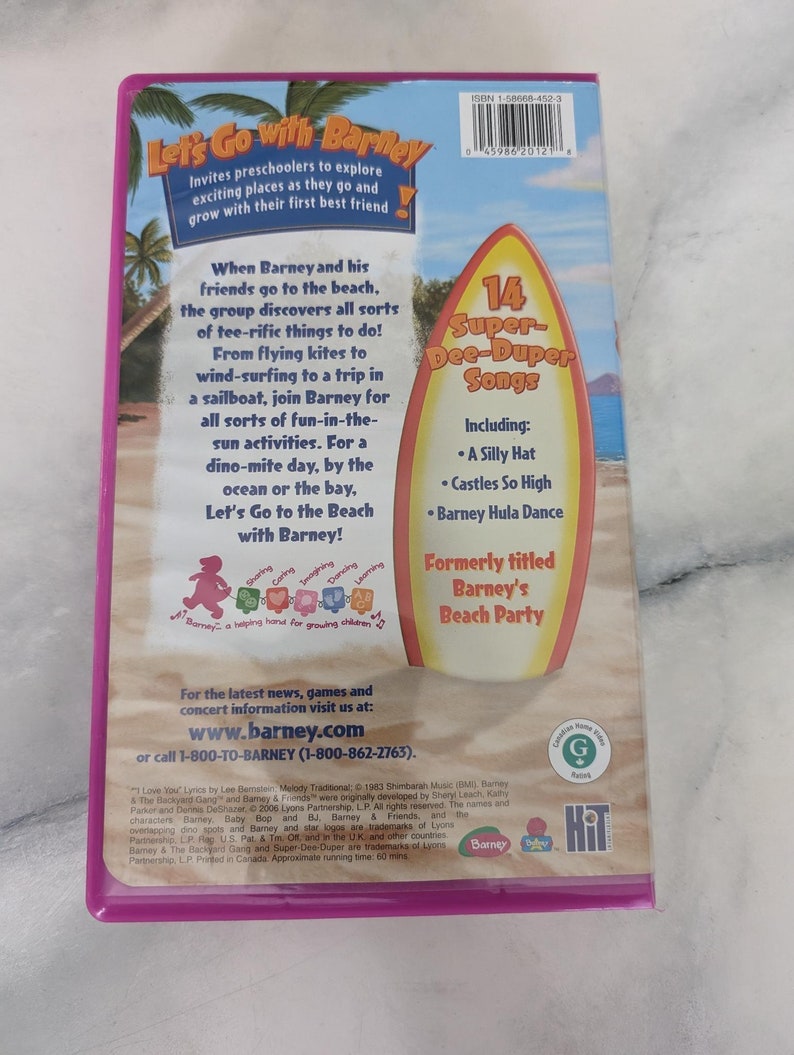 Let's Go with Barney
Invites preschoolers to explore
exciting places as they go and
grow with their first best friend !
ISBN 1-58668-452-3
0 45986 20121 8
When Barney and his
friends go to the beach,
the group discovers all sorts
of tee-rific things to do!
From flying kites to
wind-surfing to a trip in
a sailboat, join Barney for
all sorts of fun-in-the-
sun activities. For a
dino-mite day, by the
ocean or the bay,
Let's Go to the Beach
with Barney!
14
Super-
Dee-Duper
Songs
Including:
• A Silly Hat
• Castles So High
• Barney Hula Dance
Formerly titled
Barney's
Beach Party
Sharing
Caring
Imagining
Dancing
Learning
A B
C
"Barney™... a helping hand for growing children"
For the latest news, games and
concert information visit us at:
www.barney.com
or call 1-800-TO-BARNEY (1-800-862-2763).
Canadian Home Video
G
Rating
"I Love You" Lyrics by Lee Bernstein; Melody Traditional; © 1983 Shimbarah Music (BMI). Barney
& The Backyard Gang™ and Barney & Friends™ were originally developed by Sheryl Leach, Kathy
Parker and Dennis DeShazer. © 2006 Lyons Partnership, L.P. All rights reserved. The names and
characters Barney, Baby Bop and BJ, Barney & Friends, and the
overlapping dino spots and Barney and star logos are trademarks of Lyons
Partnership, L.P. Reg. U.S. Pat. & Tm. Off. and in the U.K. and other countries.
Barney & The Backyard Gang and Super-Dee-Duper are trademarks of Lyons
Partnership, L.P. Printed in Canada. Approximate running time: 60 mins.
Barney
Barney
HiT